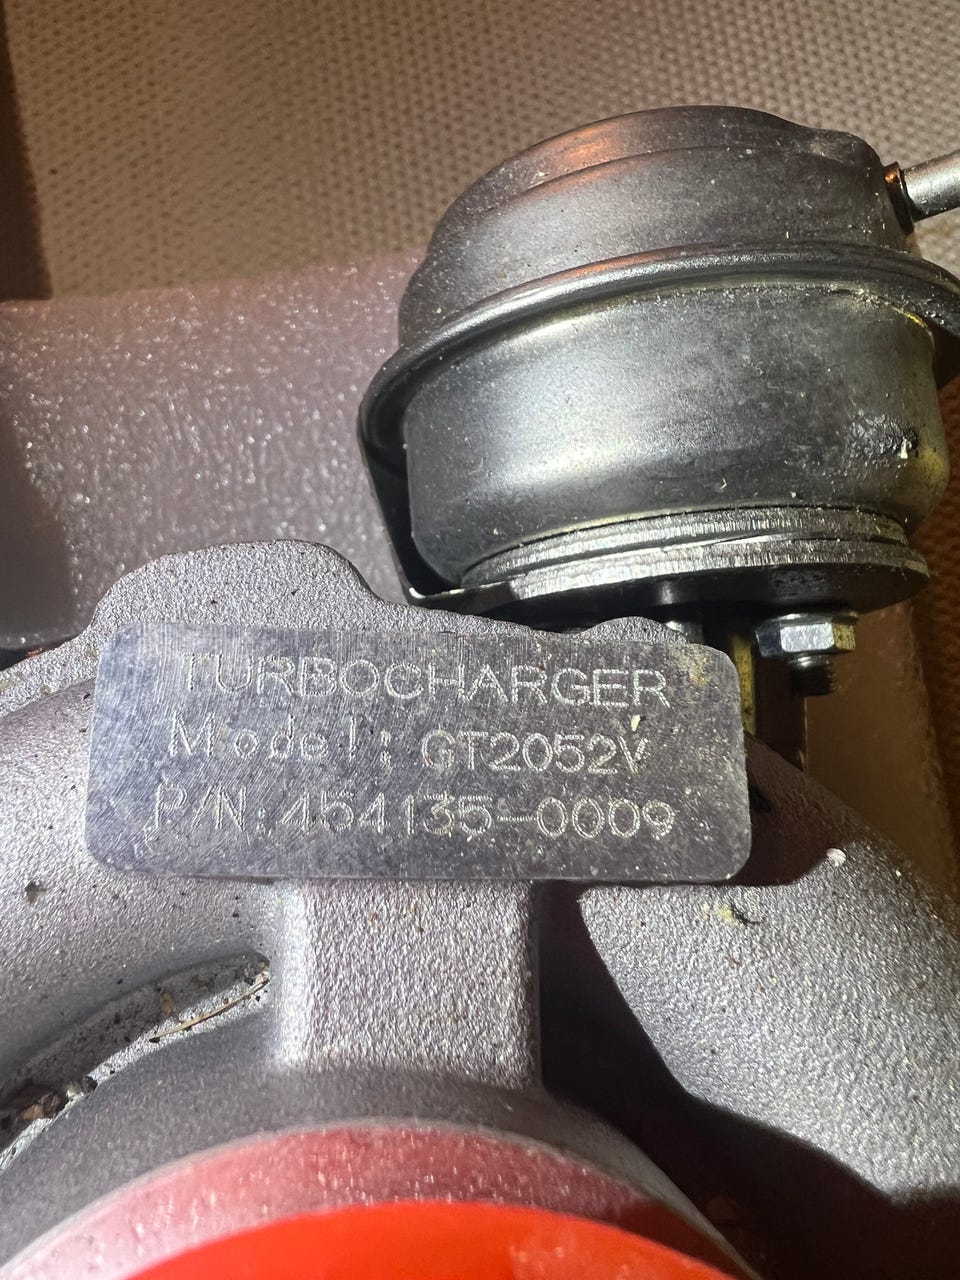 TURBOCHARGER
Model: GT2052V
P/N:454135-0009